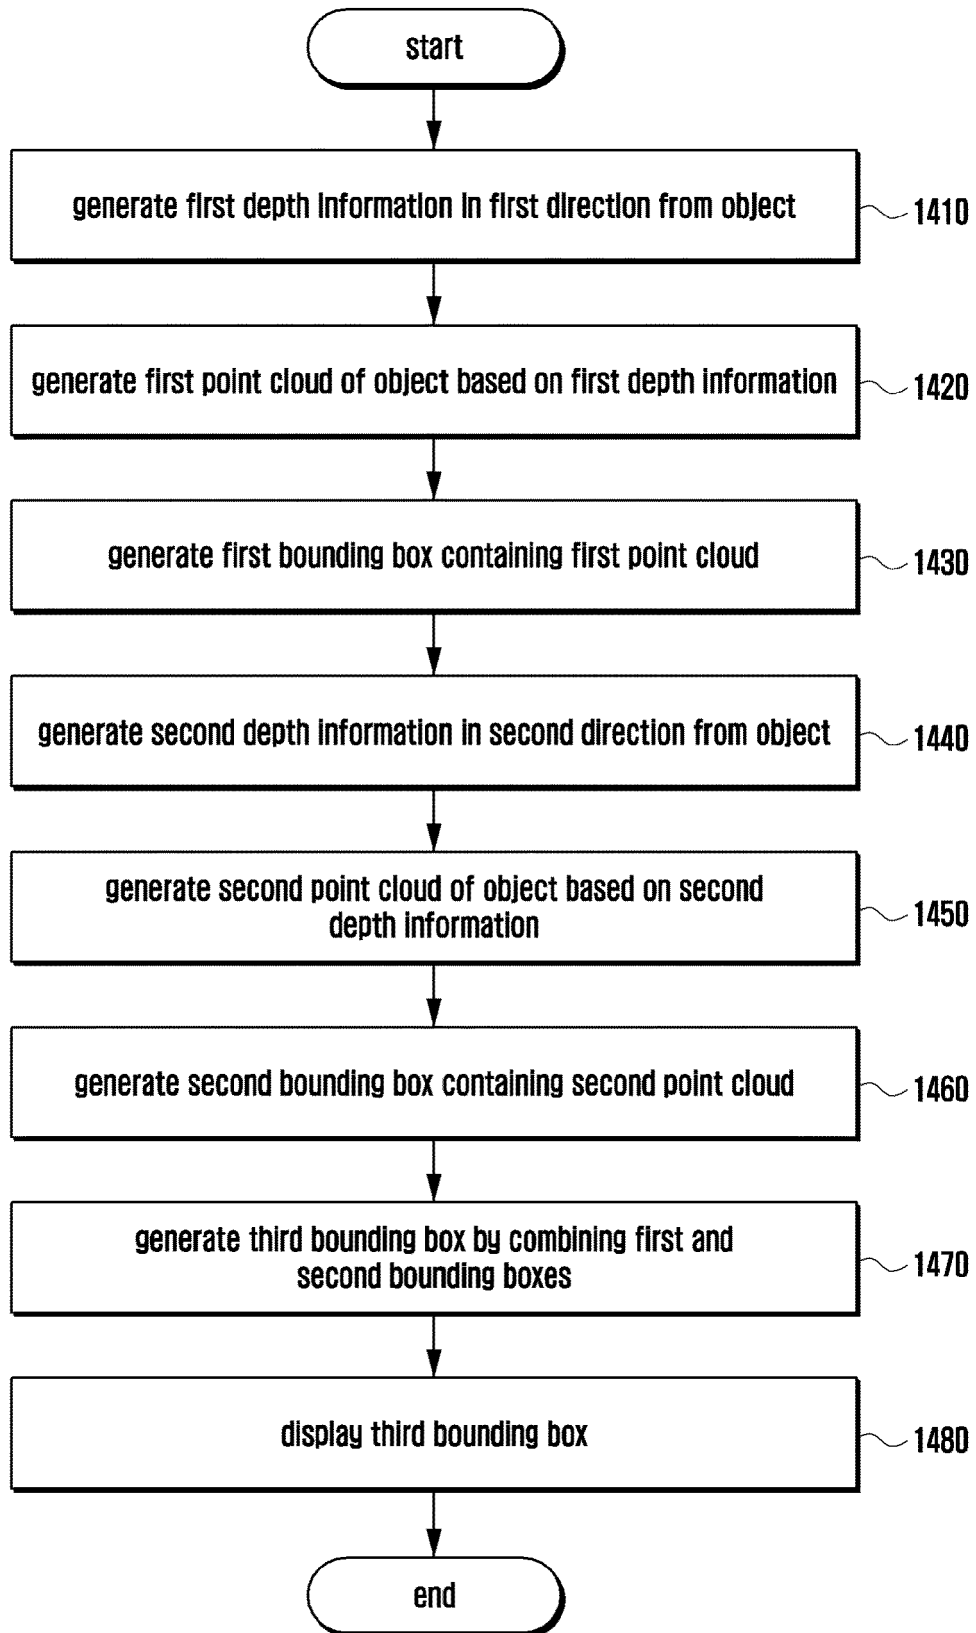 start
generate first depth information in first direction from object
1410
generate first point cloud of object based on first depth information
1420
generate first bounding box containing first point cloud
1430
generate second depth information in second direction from object
1440
generate second point cloud of object based on second
depth information
1450
generate second bounding box containing second point cloud
1460
generate third bounding box by combining first and
second bounding boxes
1470
display third bounding box
1480
end